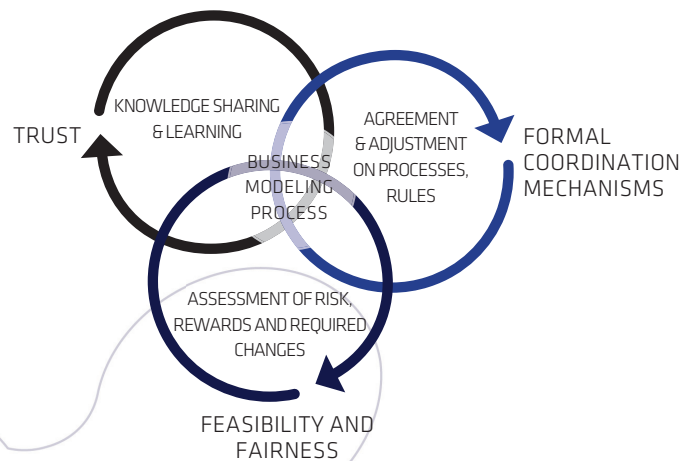 TRUST
KNOWLEDGE SHARING
& LEARNING
BUSINESS
MODELING
PROCESS
AGREEMENT
& ADJUSTMENT
ON PROCESSES,
RULES
FORMAL
COORDINATION
MECHANISMS
ASSESSMENT OF RISK,
REWARDS AND REQUIRED
CHANGES
FEASIBILITY AND
FAIRNESS